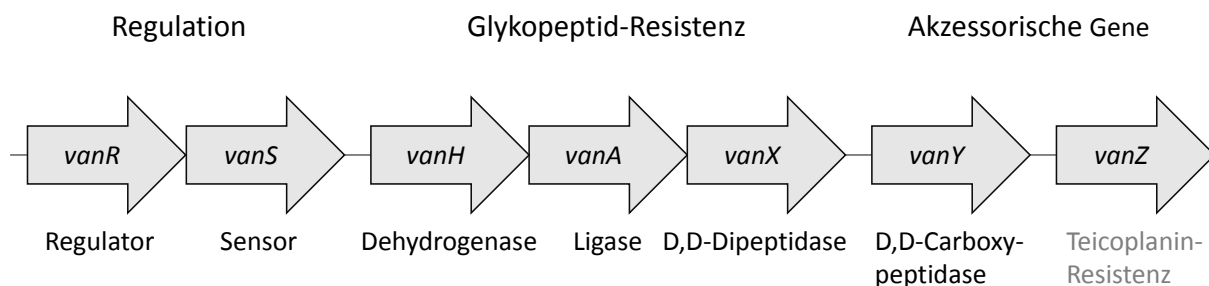 Regulation Glykopeptid-Resistenz Akzessorische Gene
vanR vanS vanH vanA vanX vanY vanZ
Regulator Sensor Dehydrogenase Ligase D,D-Dipeptidase D,D-Carboxy- Teicoplanin-
peptidase Resistenz